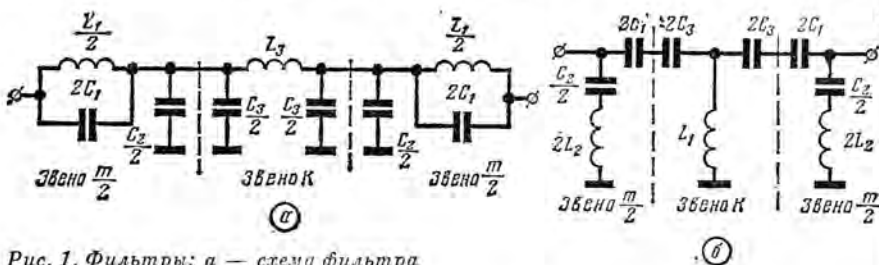 L₁/2 L₃ L₁/2
2C₁ 2C₁
C₂/2 C₃/2 C₃/2 C₂/2
Звено m/2 Звено К Звено m/2
а
2C₁ 2C₃ 2C₃ 2C₁
C₂/2 C₂/2
2L₂ L₁ 2L₂
Звено m/2 Звено К Звено m/2
б
Рис. 1. Фильтры: а — схема фильтра